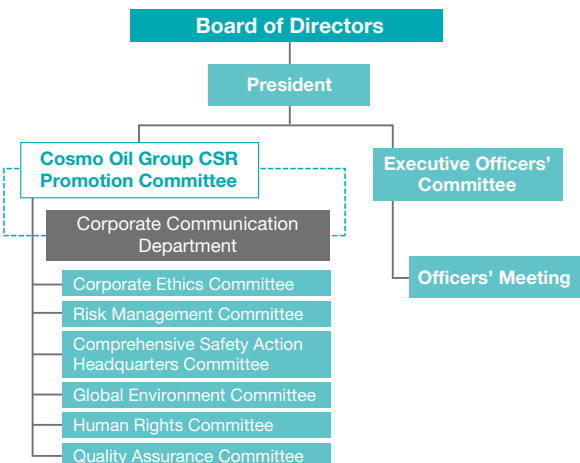 Board of Directors
President
Cosmo Oil Group CSR
Promotion Committee
Executive Officers'
Committee
Corporate Communication
Department
Officers' Meeting
Corporate Ethics Committee
Risk Management Committee
Comprehensive Safety Action
Headquarters Committee
Global Environment Committee
Human Rights Committee
Quality Assurance Committee